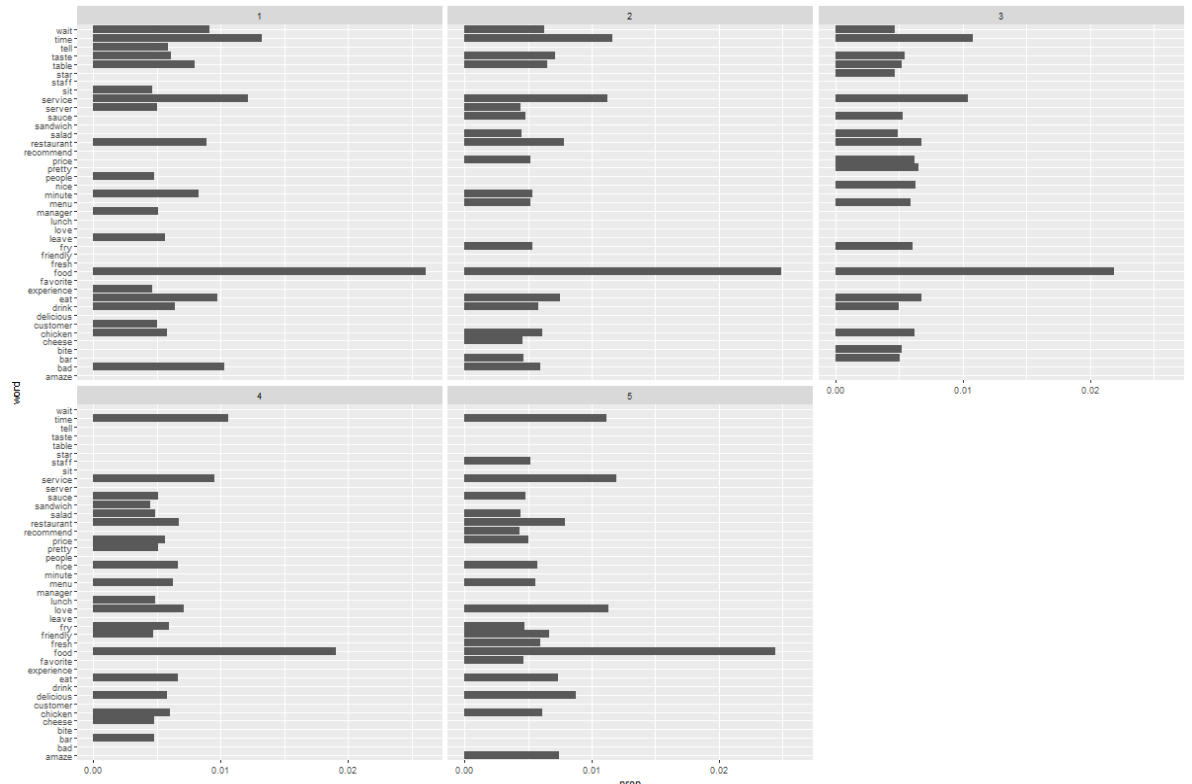 1
2
3
wait
time
tell
taste
table
star
staff
sit
service
server
sauce
sandwich
salad
restaurant
recommend
price
pretty
people
nice
minute
menu
manager
lunch
love
leave
fry
friendly
fresh
food
favorite
experience
eat
drink
delicious
customer
chicken
cheese
bite
bar
bad
amaze
0.00 0.01 0.02
word
4
5
wait
time
tell
taste
table
star
staff
sit
service
server
sauce
sandwich
salad
restaurant
recommend
price
pretty
people
nice
minute
menu
manager
lunch
love
leave
fry
friendly
fresh
food
favorite
experience
eat
drink
delicious
customer
chicken
cheese
bite
bar
bad
amaze
0.00 0.01 0.02
0.00 0.01 0.02
prop